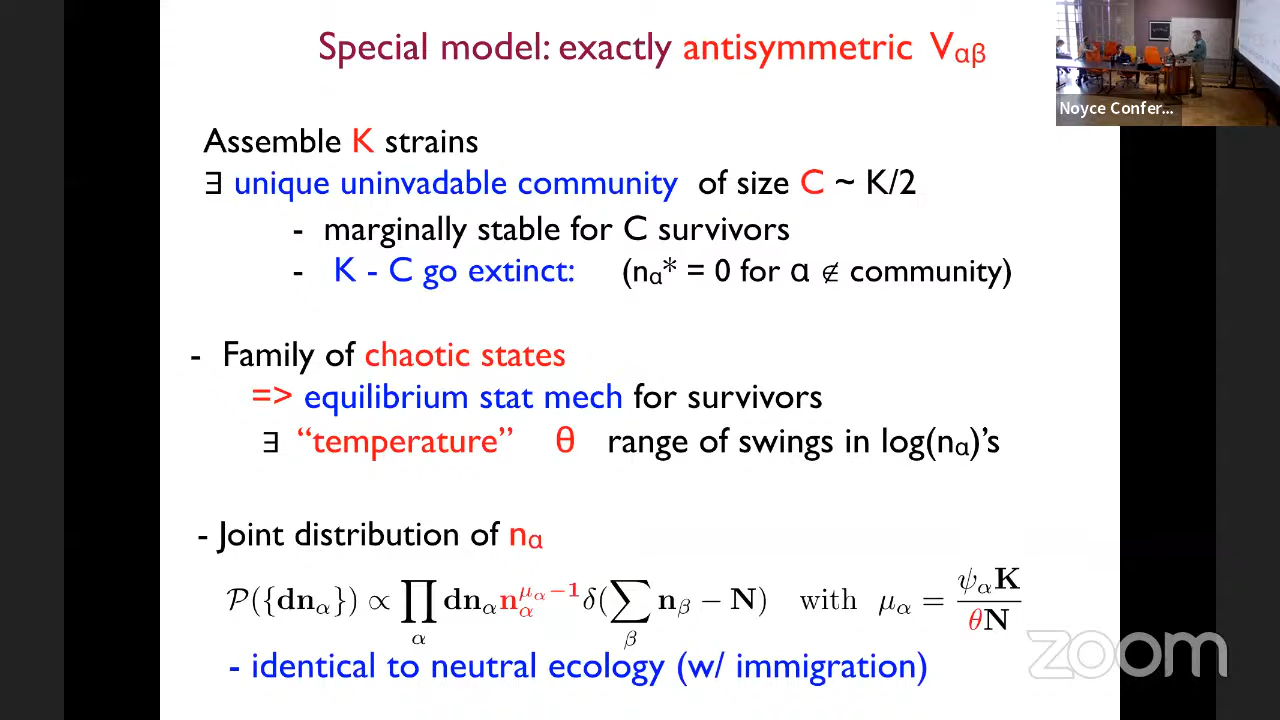 Special model: exactly antisymmetric Vαβ
Noyce Confer...
Assemble K strains
∃ unique uninvadable community of size C ~ K/2
- marginally stable for C survivors
- K - C go extinct: (nα* = 0 for α ∉ community)
- Family of chaotic states
=> equilibrium stat mech for survivors
∃ “temperature” θ range of swings in log(nα)’s
- Joint distribution of nα
𝒫({dnα}) ∝ ∏α dnα nα^{μα−1} δ(∑β nβ − N) with μα = ψαK / θN
- identical to neutral ecology (w/ immigration)
zoom